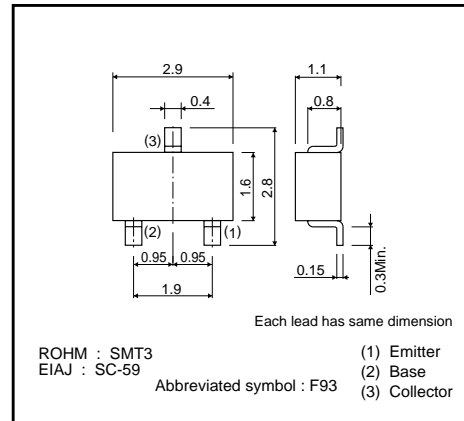 2.9
1.1
0.4
0.8
(3)
1.6
2.8
(2)
(1)
0.95
0.95
0.15
0.3Min.
1.9
Each lead has same dimension
ROHM : SMT3
EIAJ : SC-59
Abbreviated symbol : F93
(1) Emitter
(2) Base
(3) Collector